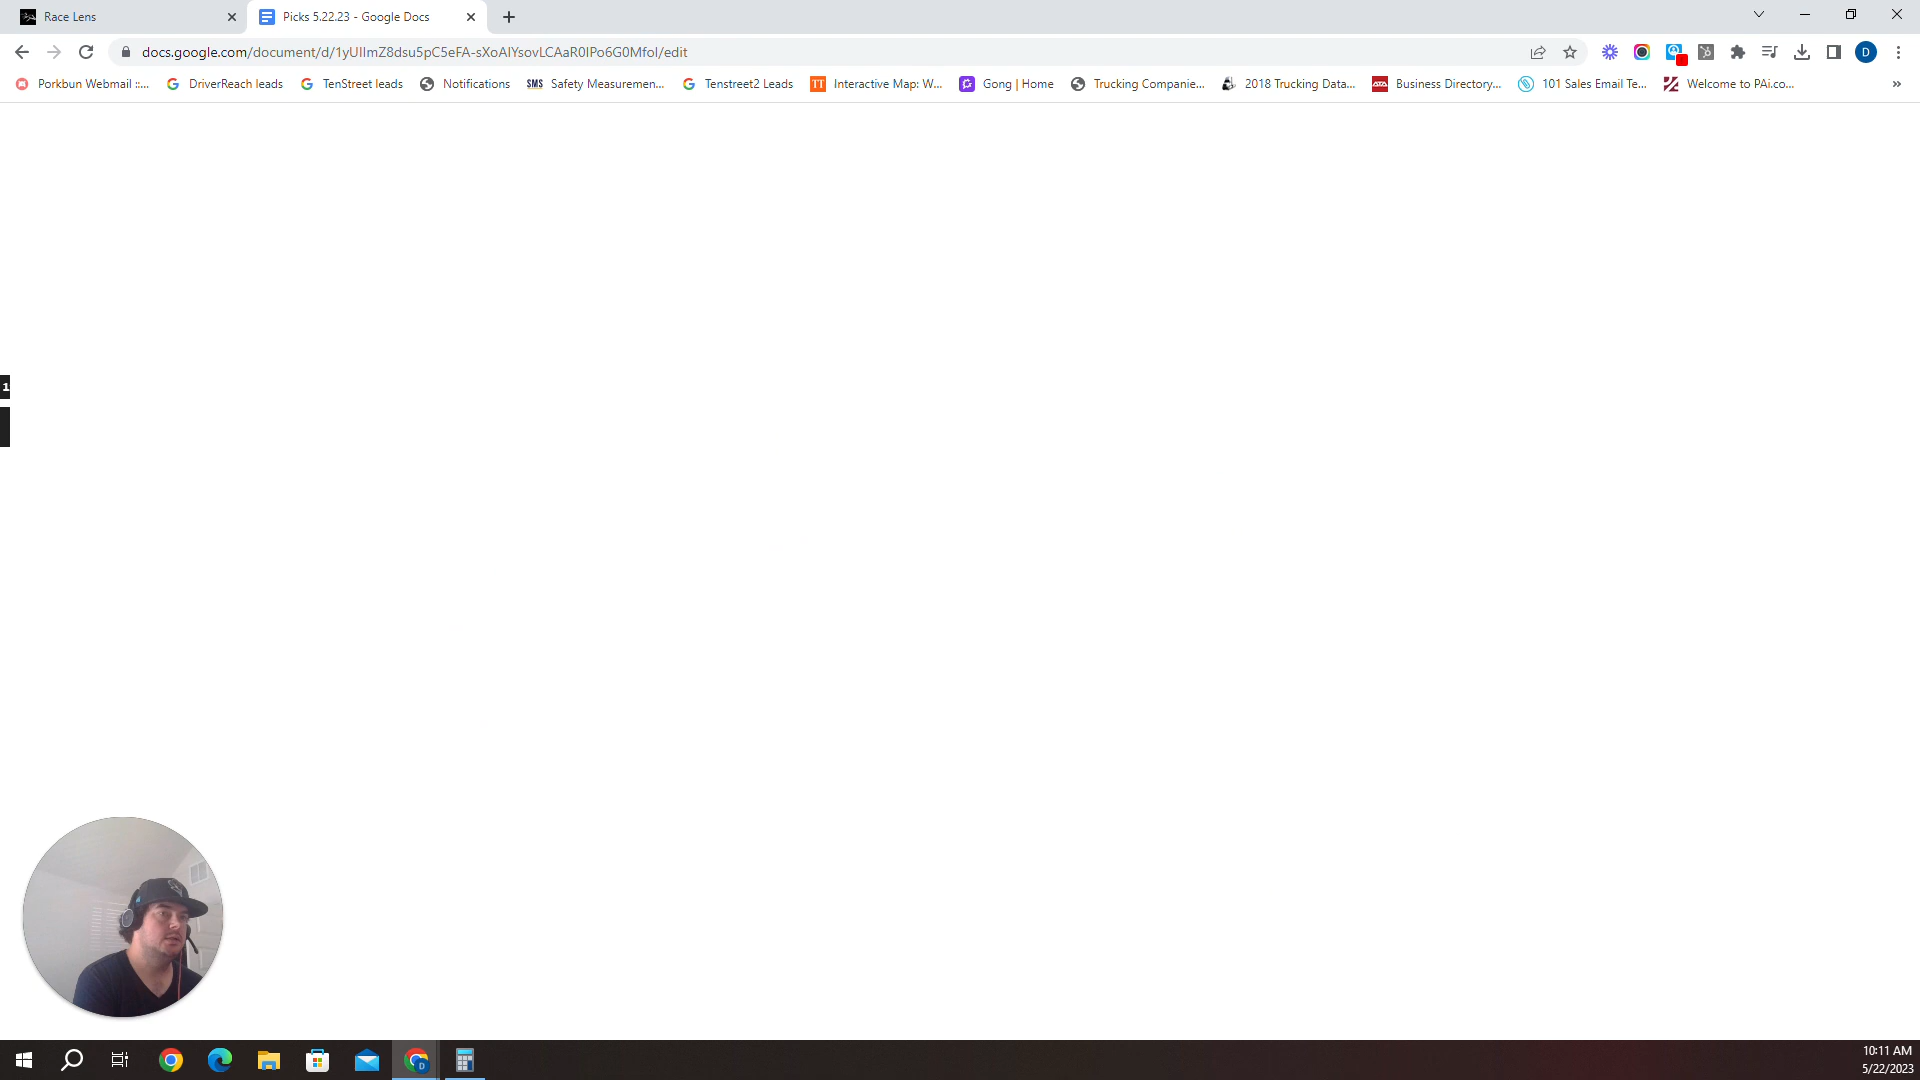 Race Lens
Picks 5.22.23 - Google Docs
docs.google.com/document/d/1yUIlmZ8dsu5pC5eFA-sXoAlYsovLCAaR0lPo6G0Mfol/edit
D
Porkbun Webmail ::...
DriverReach leads
TenStreet leads
Notifications
SMS Safety Measuremen...
Tenstreet2 Leads
TT Interactive Map: W...
Gong | Home
Trucking Companie...
2018 Trucking Data...
Business Directory...
101 Sales Email Te...
Welcome to PAi.co...
»
1
D
10:11 AM
5/22/2023